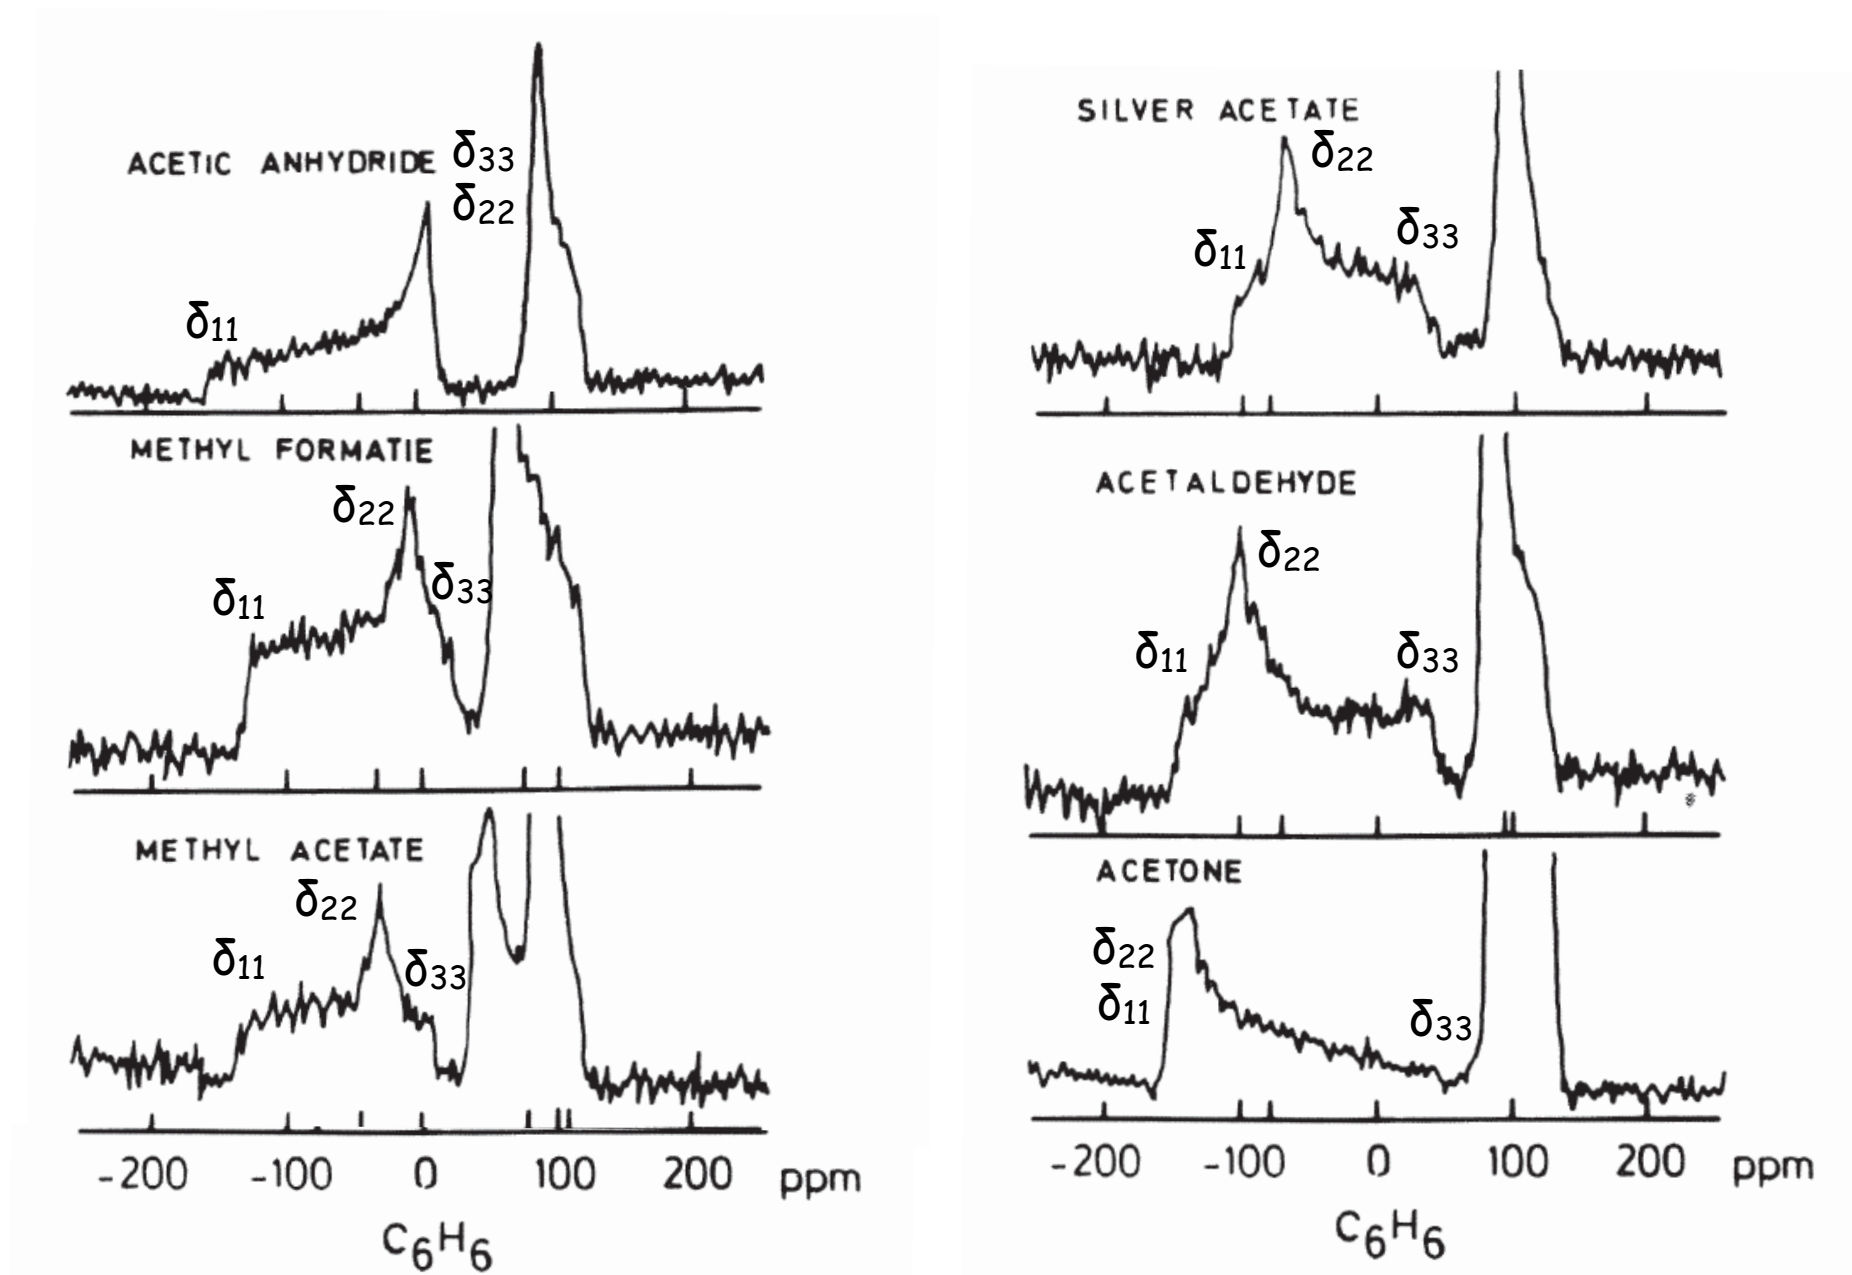 ACETIC ANHYDRIDE
δ33
δ22
δ11
METHYL FORMATIE
δ22
δ11
δ33
METHYL ACETATE
δ22
δ11
δ33
-200 -100 0 100 200 ppm
C6H6
SILVER ACETATE
δ22
δ11
δ33
ACETALDEHYDE
δ22
δ11
δ33
ACETONE
δ22
δ11
δ33
-200 -100 0 100 200 ppm
C6H6